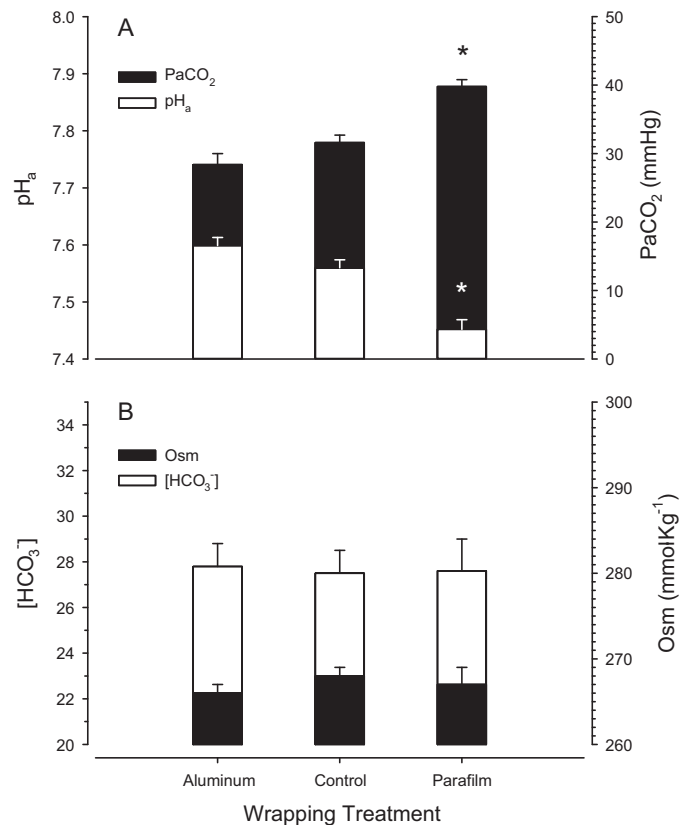 A
PaCO₂
pHₐ
8.0
7.9
7.8
7.7
7.6
7.5
7.4
pHₐ
50
40
30
20
10
0
PaCO₂ (mmHg)
*
*
B
Osm
[HCO₃⁻]
34
32
30
28
26
24
22
20
[HCO₃⁻]
300
290
280
270
260
Osm (mmol·Kg⁻¹)
Aluminum
Control
Parafilm
Wrapping Treatment